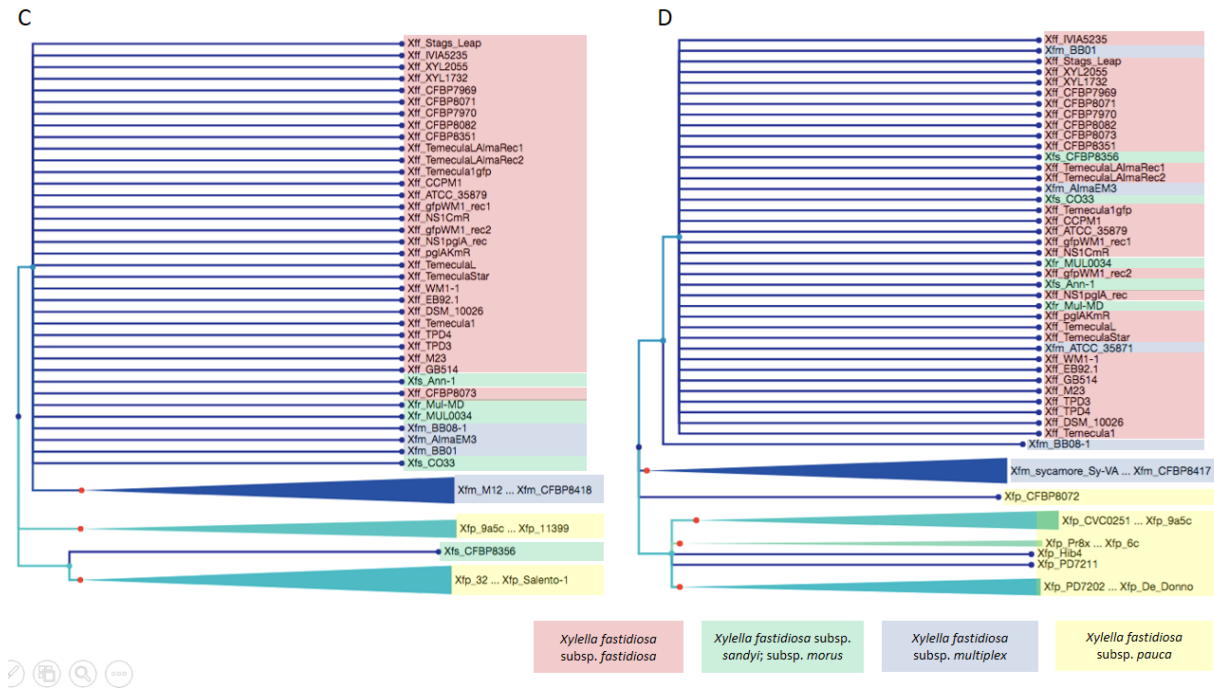 C
Xff_Stags_Leap
Xff_IVIA5235
Xff_XYL2055
Xff_XYL1732
Xff_CFBP7969
Xff_CFBP8071
Xff_CFBP7970
Xff_CFBP8082
Xff_CFBP8351
Xff_TemeculaLAlmaRec1
Xff_TemeculaLAlmaRec2
Xff_Temecula1gfp
Xff_CCPM1
Xff_ATCC_35879
Xff_gfpWM1_rec1
Xff_NS1CmR
Xff_gfpWM1_rec2
Xff_NS1pglA_rec
Xff_pglAKmR
Xff_TemeculaL
Xff_TemeculaStar
Xff_WM1-1
Xff_EB92.1
Xff_DSM_10026
Xff_Temecula1
Xff_TPD4
Xff_TPD3
Xff_M23
Xff_GB514
Xfs_Ann-1
Xff_CFBP8073
Xfr_Mul-MD
Xfr_MUL0034
Xfm_BB08-1
Xfm_AlmaEM3
Xfm_BB01
Xfs_CO33
Xfm_M12 ... Xfm_CFBP8418
Xfp_9a5c ... Xfp_11399
Xfs_CFBP8356
Xfp_32 ... Xfp_Salento-1
D
Xff_IVIA5235
Xfm_BB01
Xff_Stags_Leap
Xff_XYL2055
Xff_XYL1732
Xff_CFBP7969
Xff_CFBP8071
Xff_CFBP7970
Xff_CFBP8082
Xff_CFBP8073
Xff_CFBP8351
Xfs_CFBP8356
Xff_TemeculaLAlmaRec1
Xff_TemeculaLAlmaRec2
Xfm_AlmaEM3
Xfs_CO33
Xff_Temecula1gfp
Xff_CCPM1
Xff_ATCC_35879
Xff_gfpWM1_rec1
Xff_NS1CmR
Xfr_MUL0034
Xff_gfpWM1_rec2
Xfs_Ann-1
Xff_NS1pglA_rec
Xfr_Mul-MD
Xff_pglAKmR
Xff_TemeculaL
Xff_TemeculaStar
Xfm_ATCC_35871
Xff_WM1-1
Xff_EB92.1
Xff_GB514
Xff_M23
Xff_TPD3
Xff_TPD4
Xff_DSM_10026
Xff_Temecula1
Xfm_BB08-1
Xfm_sycamore_Sy-VA ... Xfm_CFBP8417
Xfp_CFBP8072
Xfp_CVC0251 ... Xfp_9a5c
Xfp_Pr8x ... Xfp_6c
Xfp_Hib4
Xfp_PD7211
Xfp_PD7202 ... Xfp_De_Donno
Xylella fastidiosa
subsp. fastidiosa
Xylella fastidiosa subsp.
sandyi; subsp. morus
Xylella fastidiosa
subsp. multiplex
Xylella fastidiosa
subsp. pauca